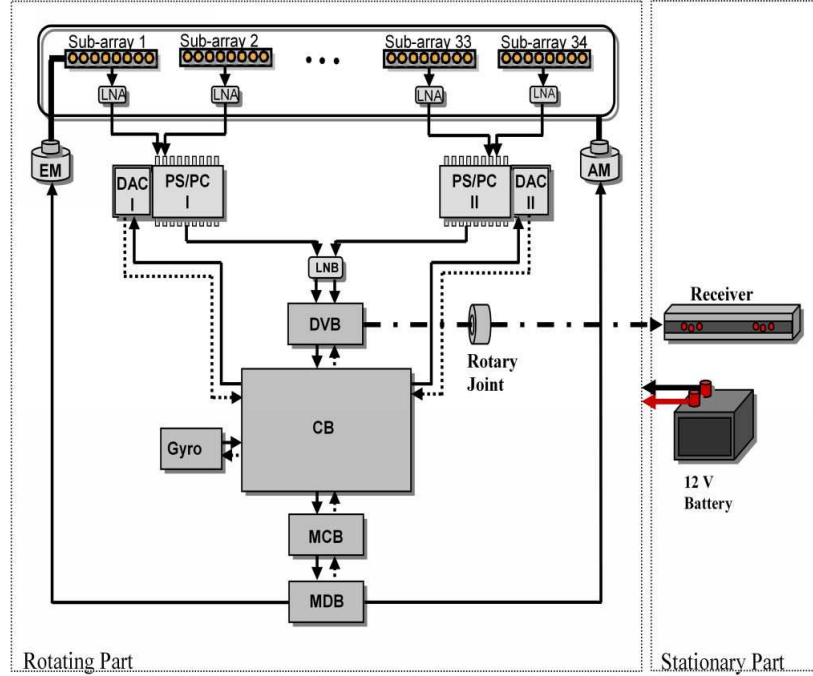 Sub-array 1
Sub-array 2
Sub-array 33
Sub-array 34
LNA
LNA
LNA
LNA
EM
AM
DAC
I
PS/PC
I
PS/PC
II
DAC
II
LNB
DVB
Receiver
Rotary
Joint
CB
Gyro
12 V
Battery
MCB
MDB
Rotating Part
Stationary Part